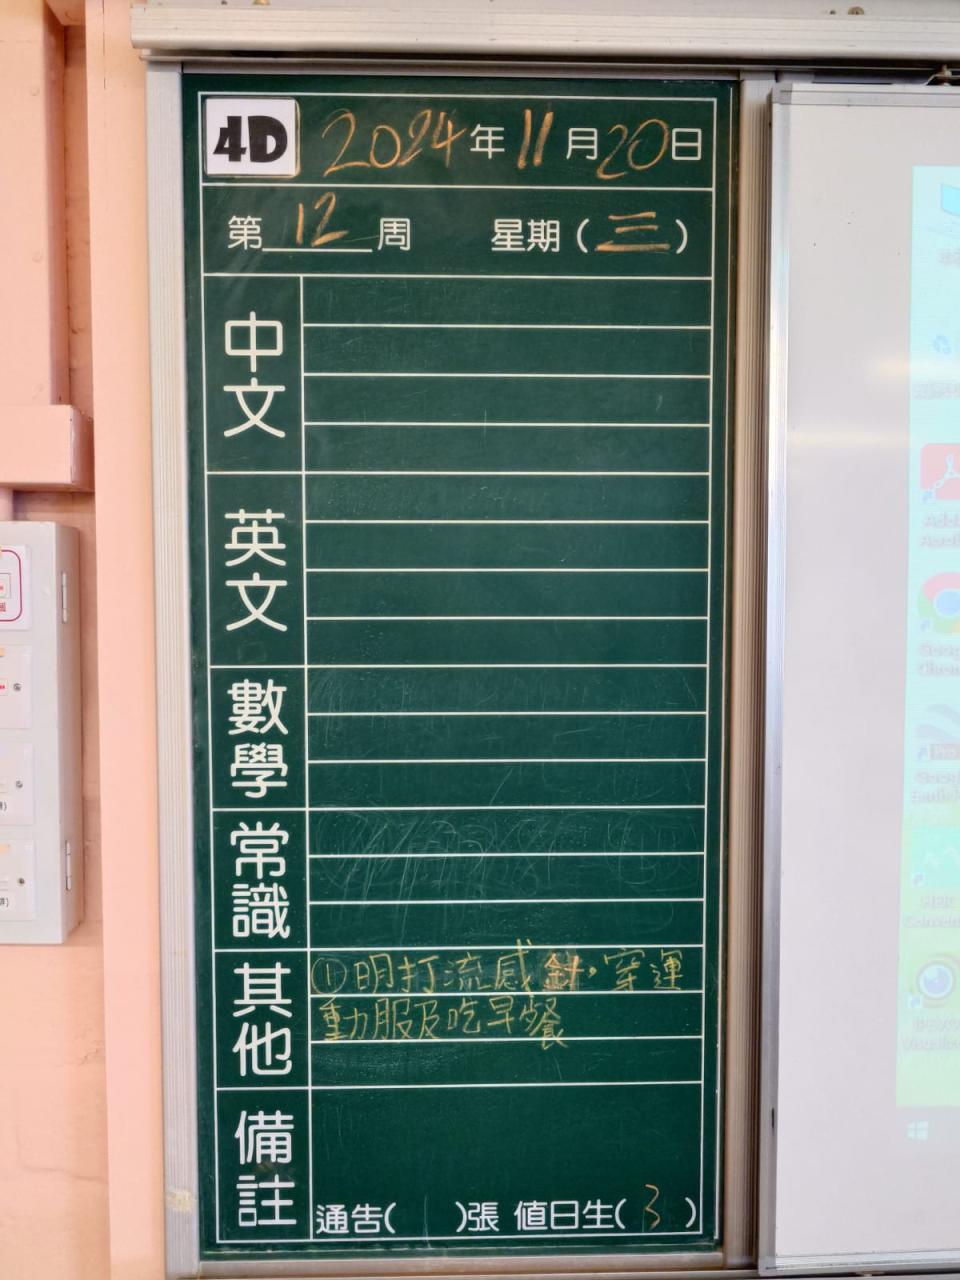 4D 2024年11月20日
第12周 星期(三)
中文
英文
數學
常識
其他
①明打流感針，穿運
動服及吃早餐
備註
通告( )張 值日生(3)